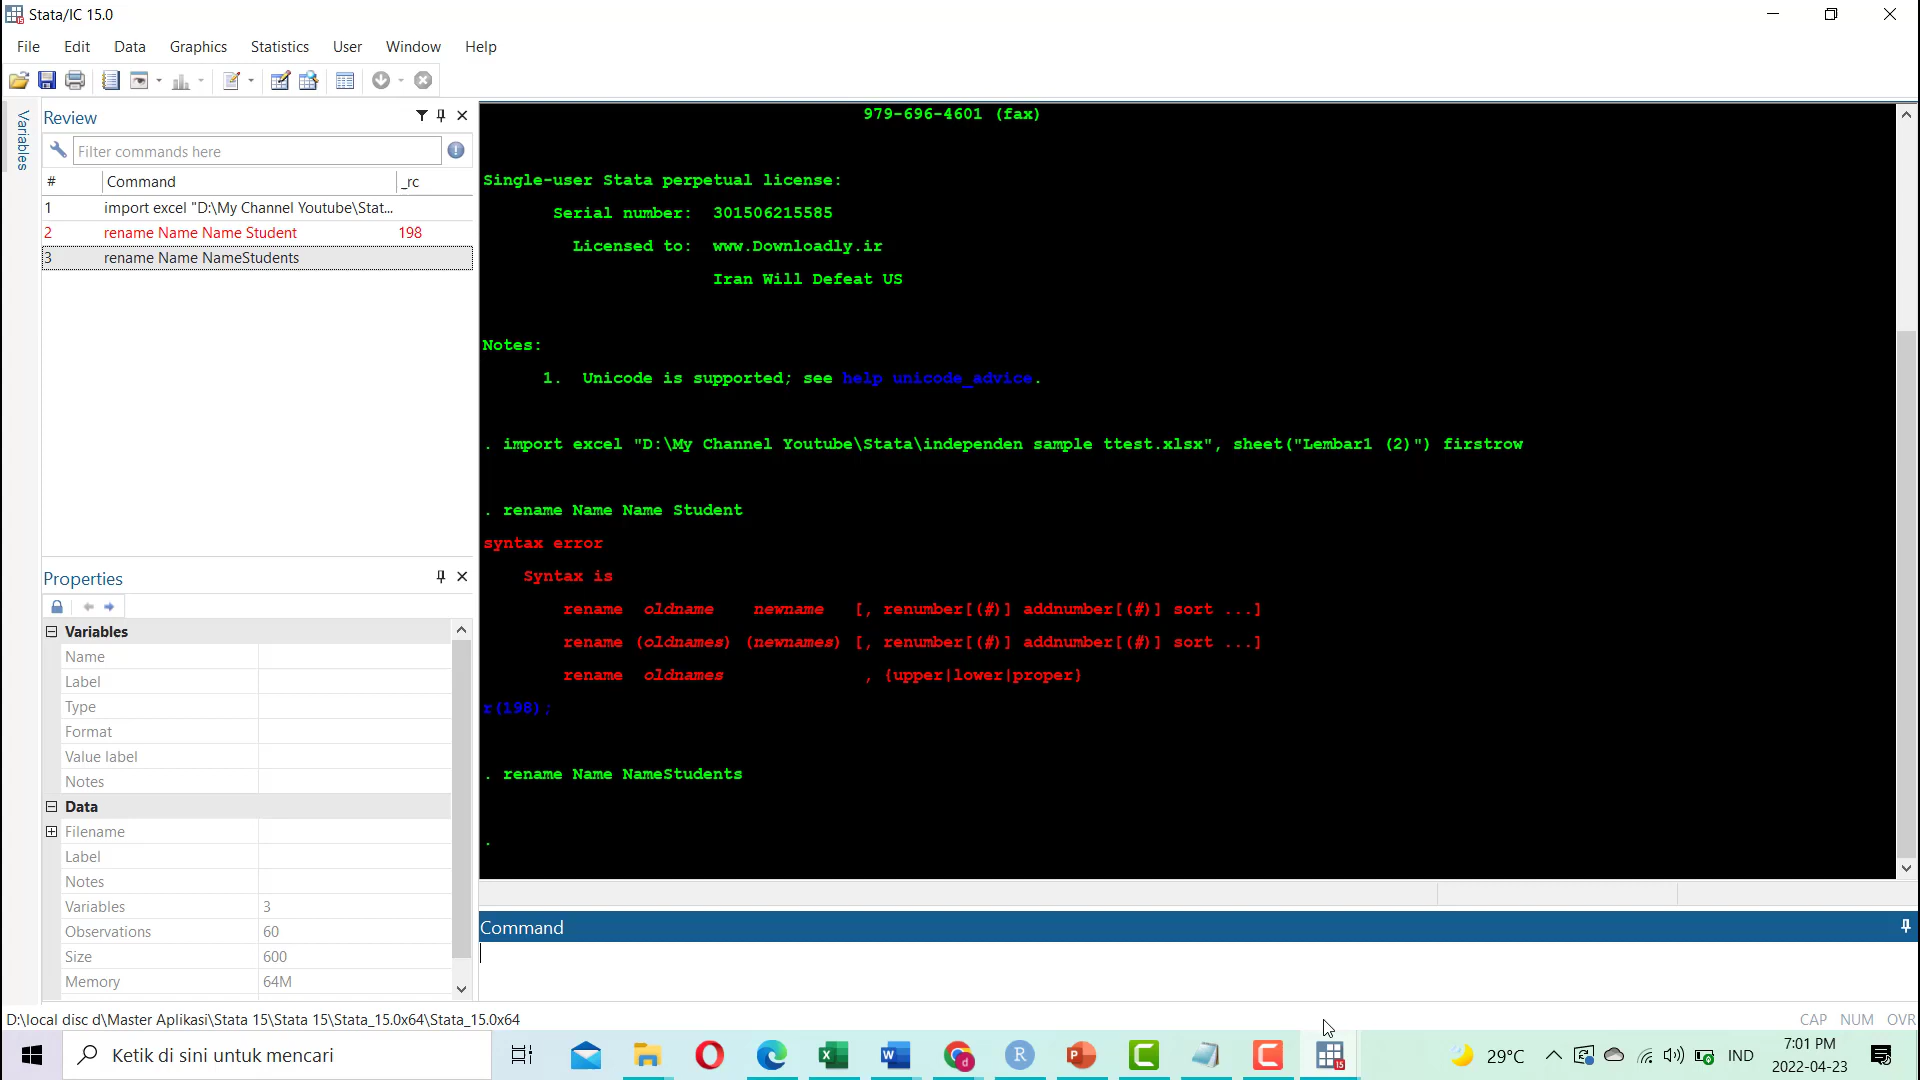 Stata/IC 15.0
File Edit Data Graphics Statistics User Window Help
Variables
Review
Filter commands here
# Command _rc
1 import excel "D:\My Channel Youtube\Stat...
2 rename Name Name Student 198
3 rename Name NameStudents
Properties
Variables
Name
Label
Type
Format
Value label
Notes
Data
Filename
Label
Notes
Variables 3
Observations 60
Size 600
Memory 64M
979-696-4601 (fax)
Single-user Stata perpetual license:
Serial number: 301506215585
Licensed to: www.Downloadly.ir
Iran Will Defeat US
Notes:
1. Unicode is supported; see help unicode_advice.
. import excel "D:\My Channel Youtube\Stata\independen sample ttest.xlsx", sheet("Lembar1 (2)") firstrow
. rename Name Name Student
syntax error
Syntax is
rename oldname newname [, renumber[(#)] addnumber[(#)] sort ...]
rename (oldnames) (newnames) [, renumber[(#)] addnumber[(#)] sort ...]
rename oldnames , {upper|lower|proper}
r(198);
. rename Name NameStudents
.
Command
D:\local disc d\Master Aplikasi\Stata 15\Stata 15\Stata_15.0x64\Stata_15.0x64
CAP NUM OVR
Ketik di sini untuk mencari
29°C
IND
7:01 PM
2022-04-23